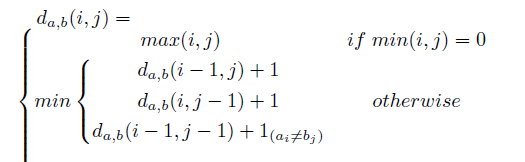 d_{a,b}(i, j) =
max(i, j) if min(i, j) = 0
d_{a,b}(i − 1, j) + 1
min d_{a,b}(i, j − 1) + 1 otherwise
d_{a,b}(i − 1, j − 1) + 1_{(a_i≠b_j)}